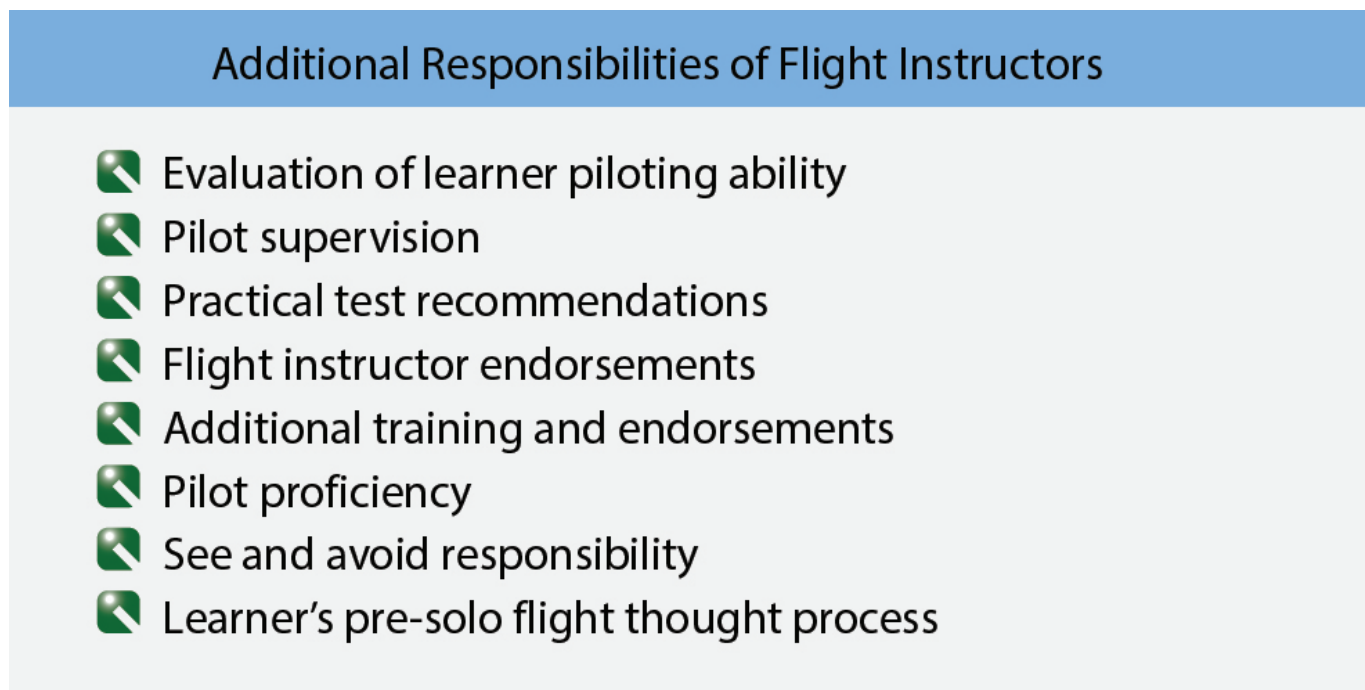 Additional Responsibilities of Flight Instructors
Evaluation of learner piloting ability
Pilot supervision
Practical test recommendations
Flight instructor endorsements
Additional training and endorsements
Pilot proficiency
See and avoid responsibility
Learner’s pre-solo flight thought process